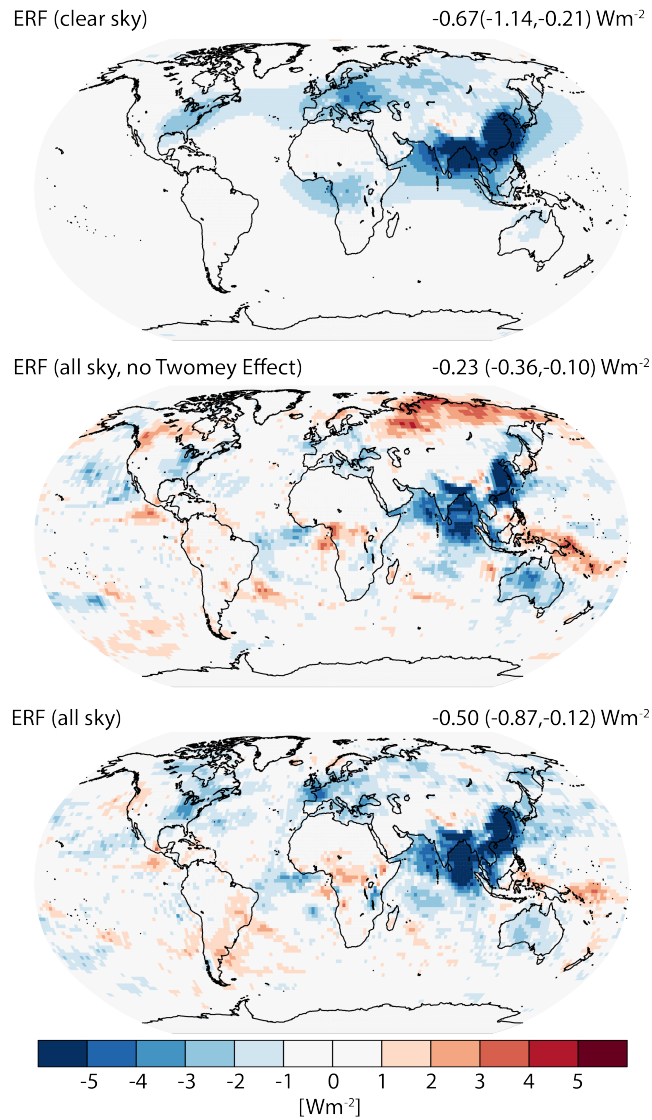 ERF (clear sky) -0.67(-1.14,-0.21) Wm-2
ERF (all sky, no Twomey Effect) -0.23 (-0.36,-0.10) Wm-2
ERF (all sky) -0.50 (-0.87,-0.12) Wm-2
-5 -4 -3 -2 -1 0 1 2 3 4 5
[Wm-2]